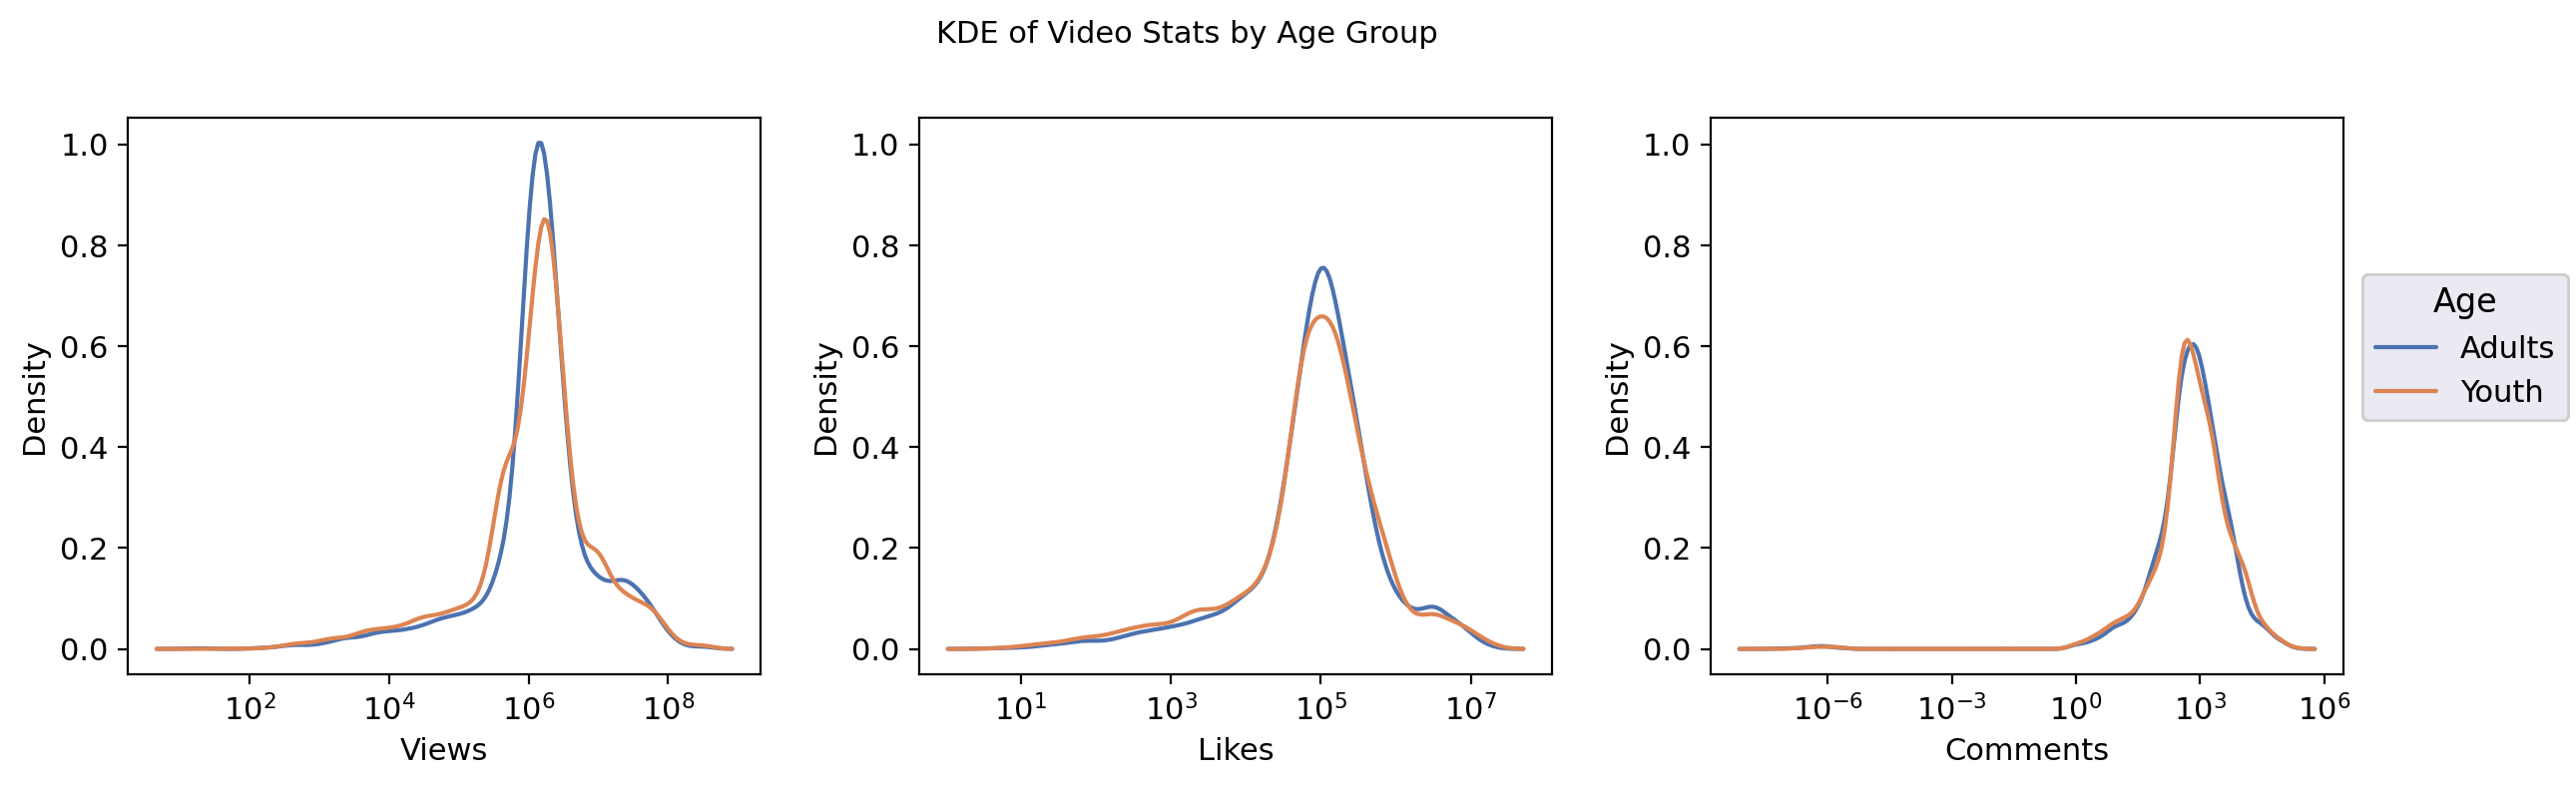 KDE of Video Stats by Age Group
1.0
0.8
0.6
0.4
0.2
0.0
Density
10² 10⁴ 10⁶ 10⁸
Views
1.0
0.8
0.6
0.4
0.2
0.0
Density
10¹ 10³ 10⁵ 10⁷
Likes
1.0
0.8
0.6
0.4
0.2
0.0
Density
10⁻⁶ 10⁻³ 10⁰ 10³ 10⁶
Comments
Age
Adults
Youth